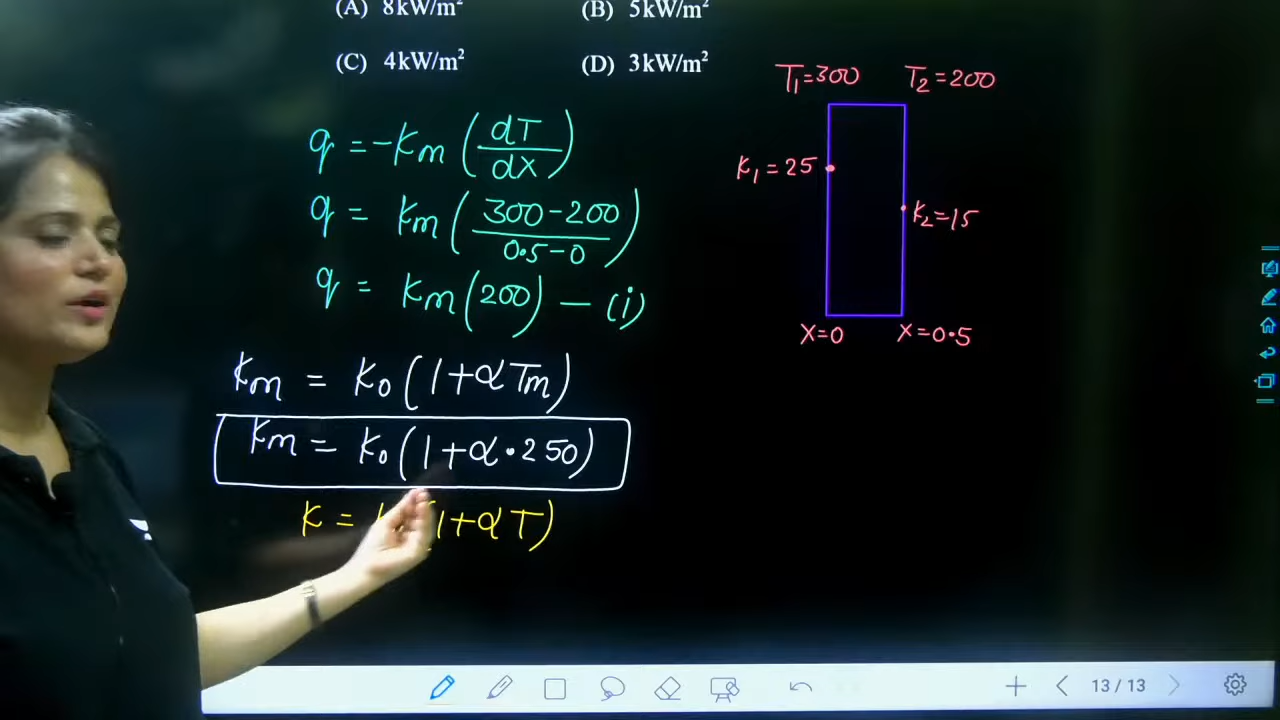 (A) 8kW/m² (B) 5kW/m²
(C) 4kW/m² (D) 3kW/m²
T₁=300 T₂=200
q = -Km (dT/dX)
K₁=25
q = Km (300-200/0.5-0)
K₂=15
q = Km(200) — (i)
X=0 X=0.5
Km = K₀(1+αTm)
Km = K₀(1+α·250)
K = (1+αT)
13/13